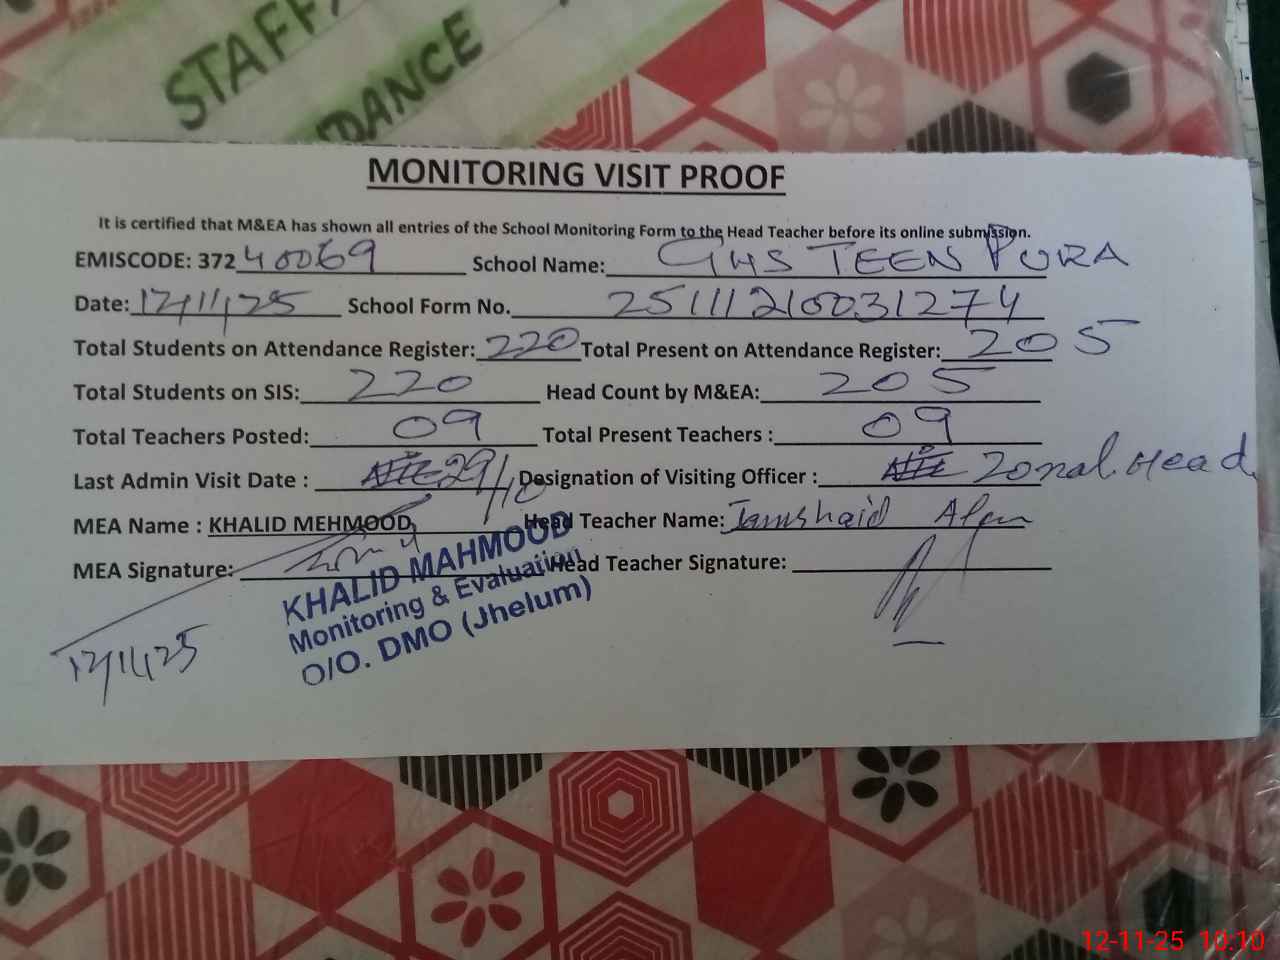 STAFF
DANCE
MONITORING VISIT PROOF
It is certified that M&EA has shown all entries of the School Monitoring Form to the Head Teacher before its online submission.
EMISCODE: 37240069 School Name: GHS TEEN PURA
Date: 12/11/25 School Form No. 25111210031274
Total Students on Attendance Register: 220 Total Present on Attendance Register: 205
Total Students on SIS: 220 Head Count by M&EA: 205
Total Teachers Posted: 09 Total Present Teachers : 09
Last Admin Visit Date : 29/10 Designation of Visiting Officer : Zonal Head
MEA Name : KHALID MEHMOOD Head Teacher Name: Jamshaid
MEA Signature: Head Teacher Signature:
KHALID MAHMOOD
Monitoring & Evaluation
O/O. DMO (Jhelum)
12/11/25
12-11-25 10:10